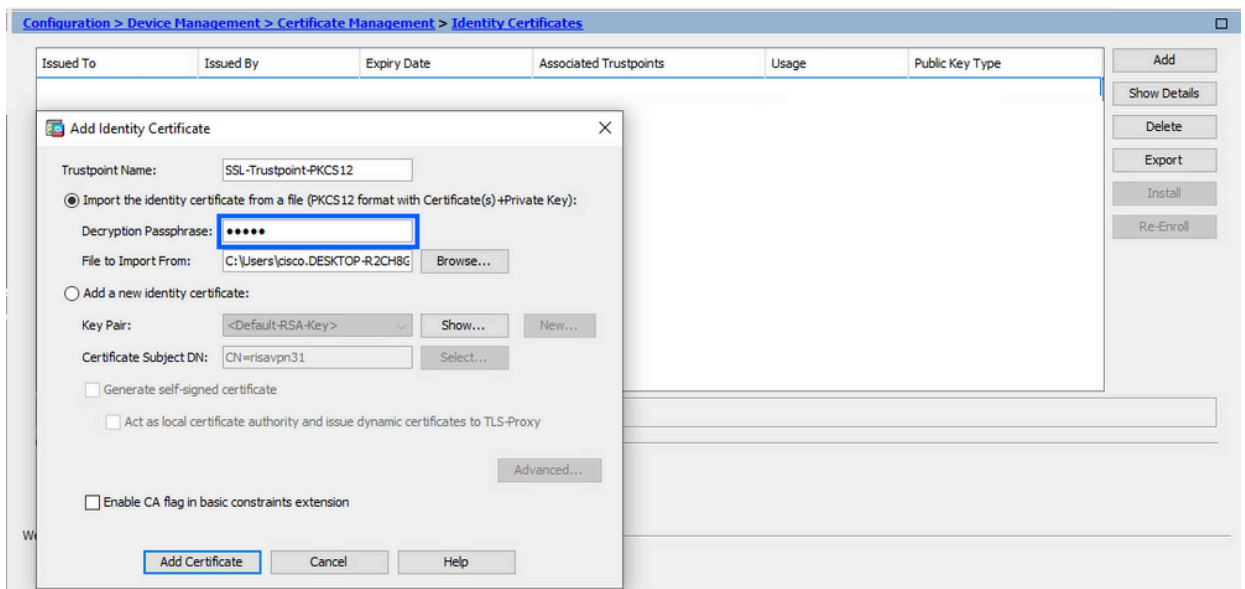 Configuration > Device Management > Certificate Management > Identity Certificates
Issued To Issued By Expiry Date Associated Trustpoints Usage Public Key Type
Add
Show Details
Delete
Export
Install
Re-Enroll
Add Identity Certificate
Trustpoint Name: SSL-Trustpoint-PKCS12
Import the identity certificate from a file (PKCS12 format with Certificate(s)+Private Key):
Decryption Passphrase: •••••
File to Import From: C:\Users\cisco.DESKTOP-R2CH8G Browse...
Add a new identity certificate:
Key Pair: <Default-RSA-Key> Show... New...
Certificate Subject DN: CN=risavpn31 Select...
Generate self-signed certificate
Act as local certificate authority and issue dynamic certificates to TLS-Proxy
Advanced...
Enable CA flag in basic constraints extension
Add Certificate Cancel Help